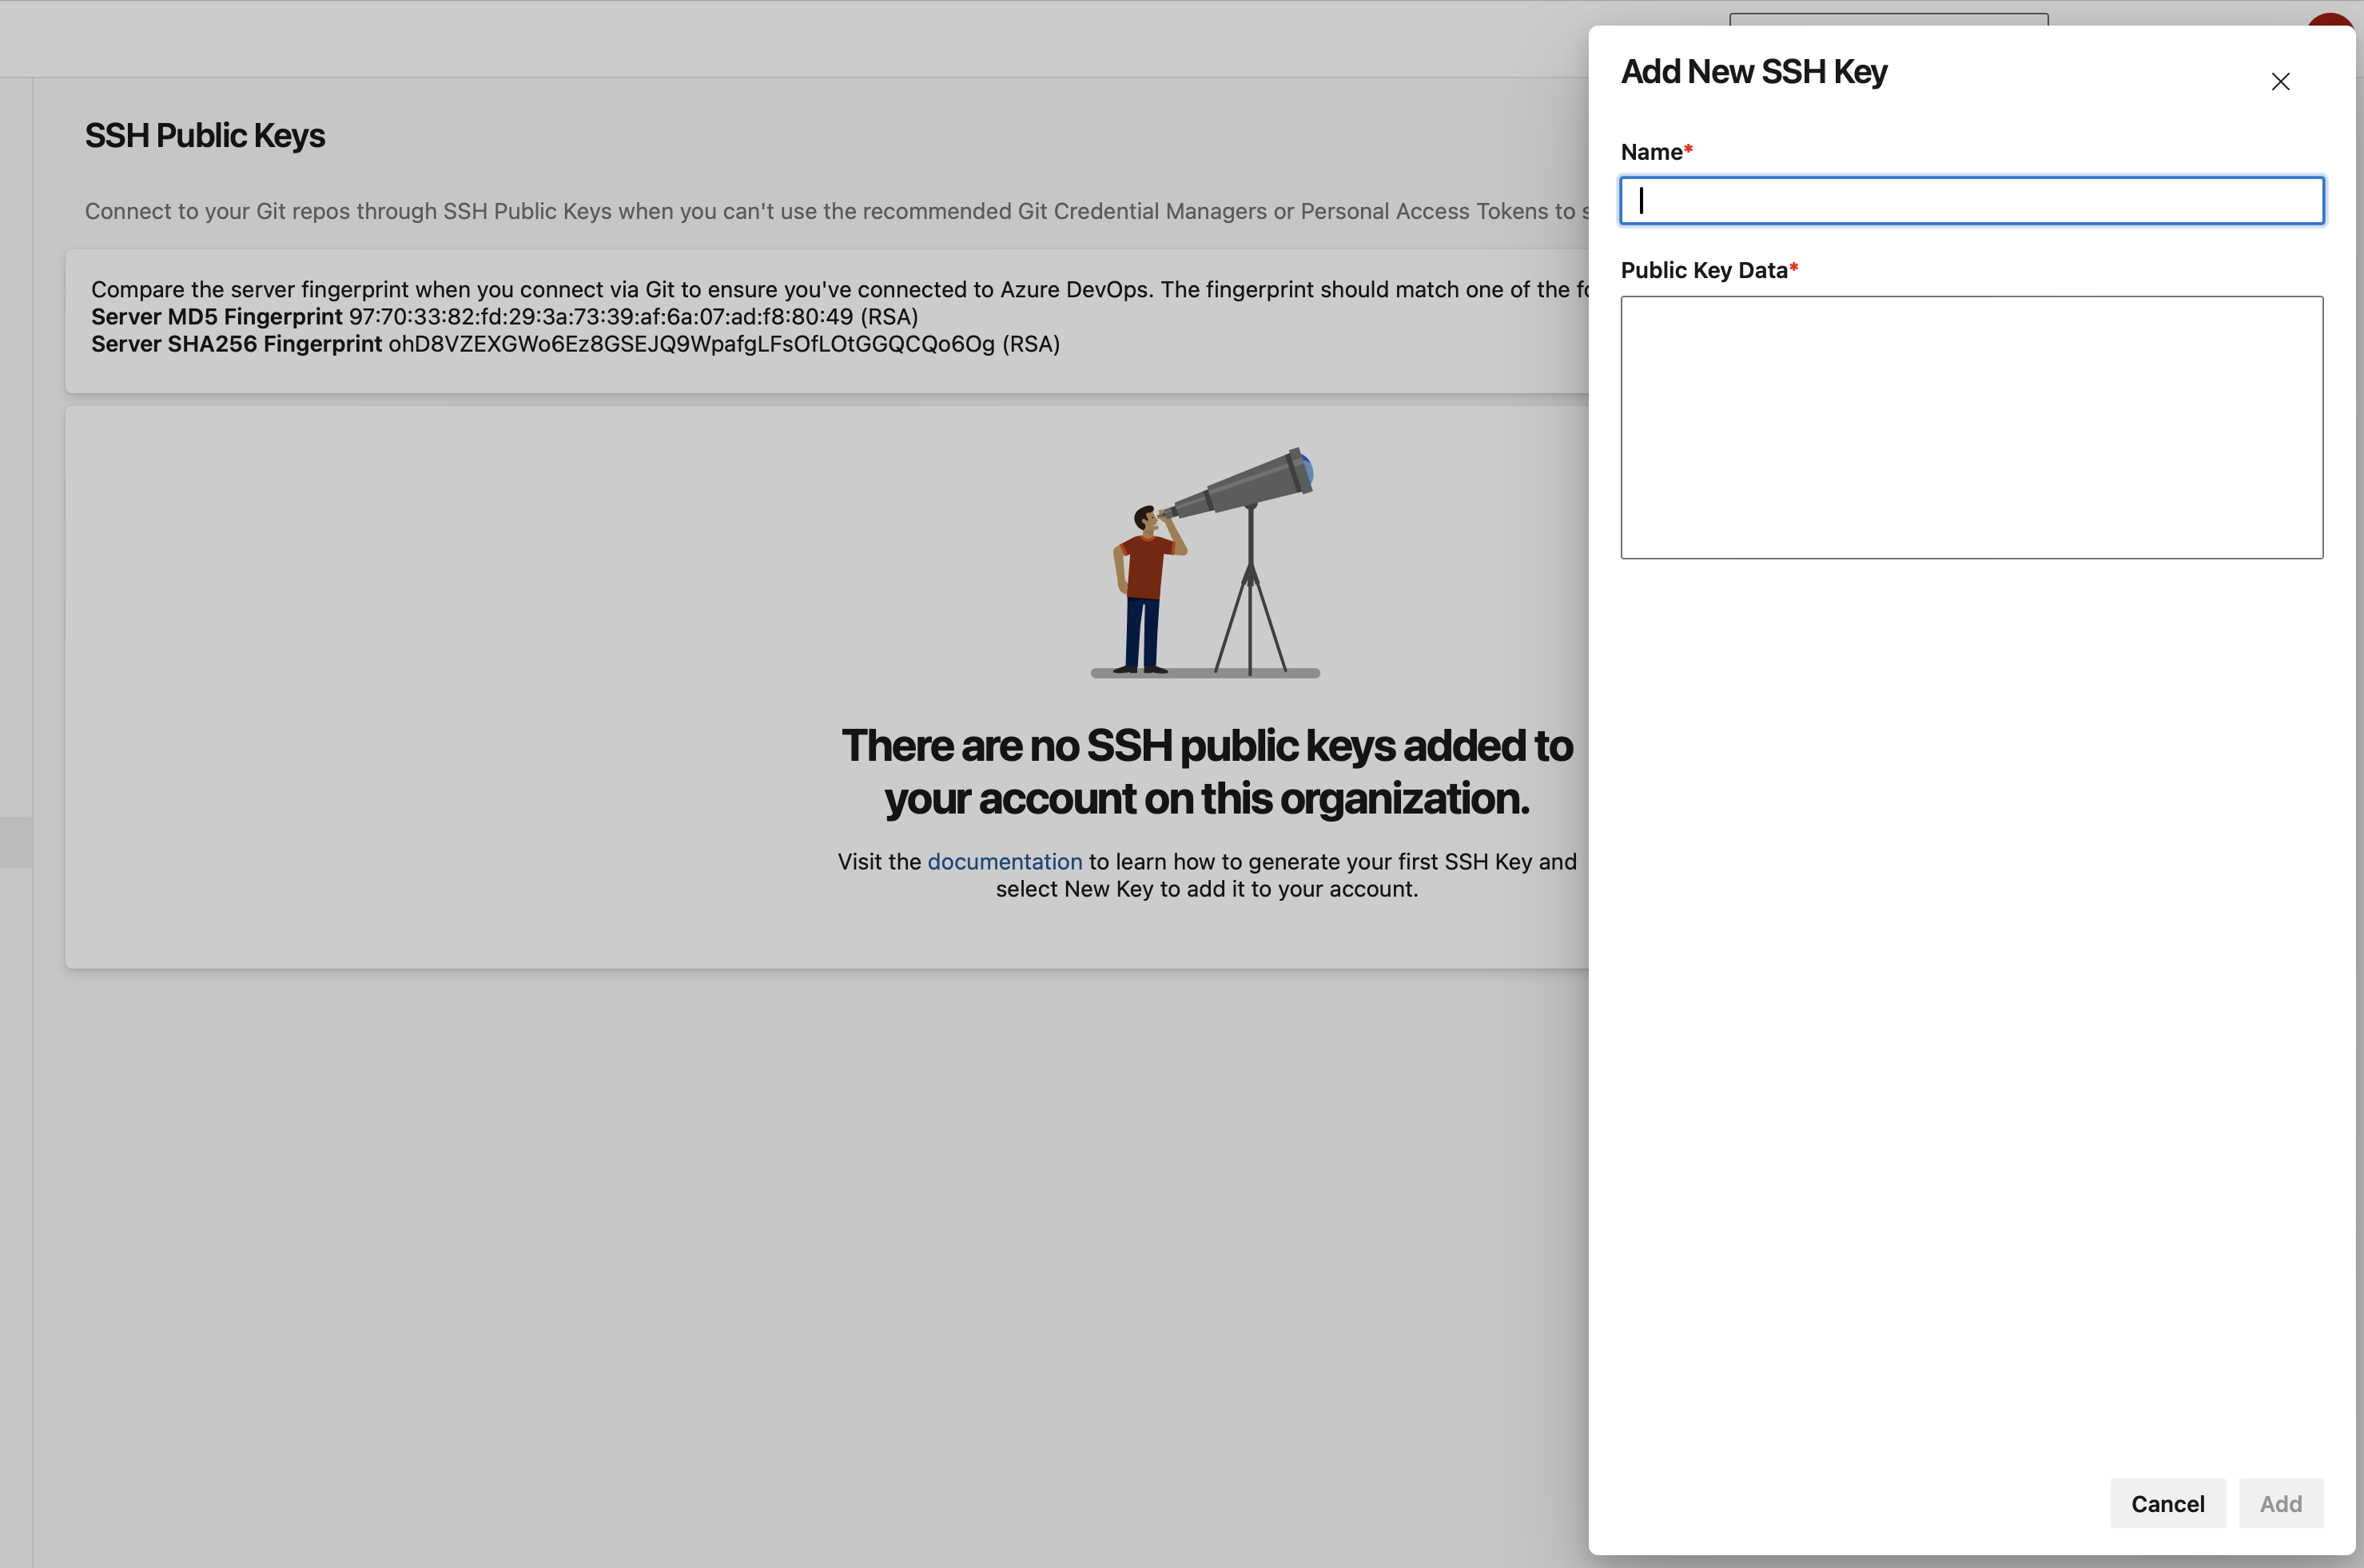 SSH Public Keys
Connect to your Git repos through SSH Public Keys when you can't use the recommended Git Credential Managers or Personal Access Tokens to s
Compare the server fingerprint when you connect via Git to ensure you've connected to Azure DevOps. The fingerprint should match one of the fo
Server MD5 Fingerprint 97:70:33:82:fd:29:3a:73:39:af:6a:07:ad:f8:80:49 (RSA)
Server SHA256 Fingerprint ohD8VZEXGWo6Ez8GSEJQ9WpafgLFsOfLOtGGQCQo6Og (RSA)
There are no SSH public keys added to
your account on this organization.
Visit the documentation to learn how to generate your first SSH Key and
select New Key to add it to your account.
Add New SSH Key
Name*
Public Key Data*
Cancel
Add